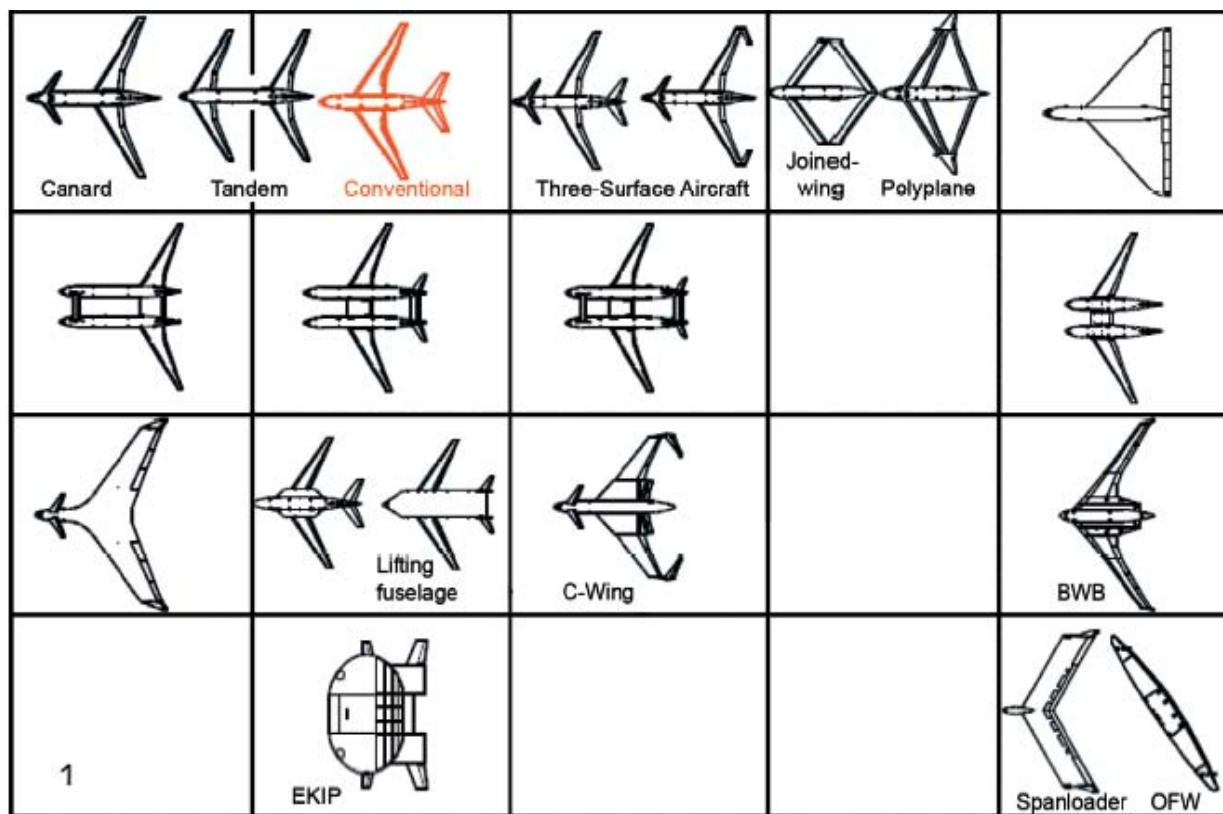 Canard
Tandem
Conventional
Three-Surface Aircraft
Joined-
wing
Polyplane
Lifting
fuselage
C-Wing
BWB
1
EKIP
Spanloader
OFW